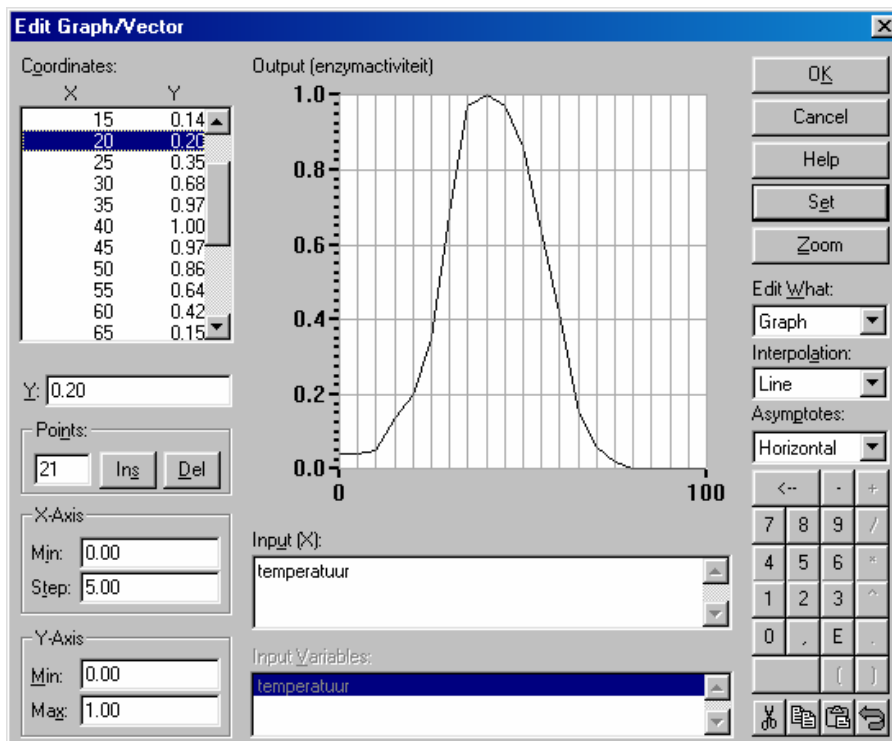 Edit Graph/Vector
Coordinates:
X Y
15 0.14
20 0.20
25 0.35
30 0.68
35 0.97
40 1.00
45 0.97
50 0.86
55 0.64
60 0.42
65 0.15
Y: 0.20
Points:
21 Ins Del
X-Axis
Min: 0.00
Step: 5.00
Y-Axis
Min: 0.00
Max: 1.00
Output (enzymactiviteit)
1.0
0.8
0.6
0.4
0.2
0.0
0 100
Input (X):
temperatuur
Input Variables:
temperatuur
OK
Cancel
Help
Set
Zoom
Edit What:
Graph
Interpolation:
Line
Asymptotes:
Horizontal
<-- - +
7 8 9 /
4 5 6 *
1 2 3 ^
0 , E .
( )